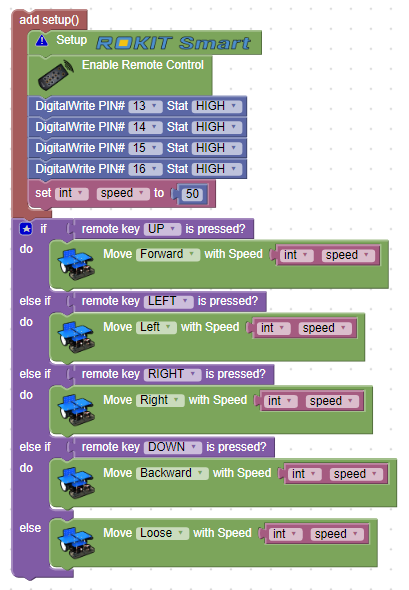 add setup()
Setup ROKIT Smart
Enable Remote Control
DigitalWrite PIN# 13 Stat HIGH
DigitalWrite PIN# 14 Stat HIGH
DigitalWrite PIN# 15 Stat HIGH
DigitalWrite PIN# 16 Stat HIGH
set int speed to 50
if remote key UP is pressed?
do Move Forward with Speed int speed
else if remote key LEFT is pressed?
do Move Left with Speed int speed
else if remote key RIGHT is pressed?
do Move Right with Speed int speed
else if remote key DOWN is pressed?
do Move Backward with Speed int speed
else Move Loose with Speed int speed